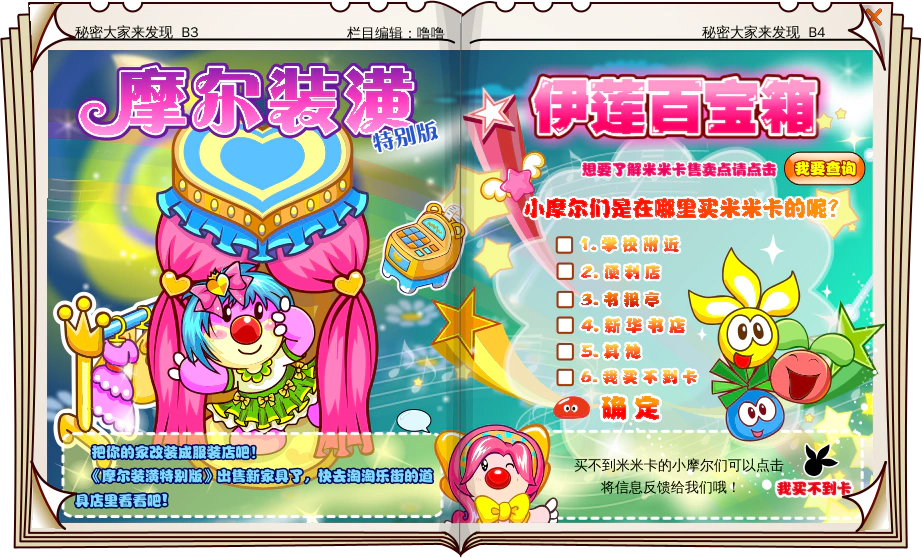 秘密大家来发现 B3
栏目编辑：噜噜
摩尔装潢
特别版
把你的家改装成服装店吧！
《摩尔装潢特别版》出售新家具了，快去淘淘乐街的道
具店里看看吧！
秘密大家来发现 B4
伊莲百宝箱
想要了解米米卡售卖点请点击
我要查询
小摩尔们是在哪里买米米卡的呢？
1.学校附近
2.便利店
3.书报亭
4.新华书店
5.其他
6.我买不到卡
确定
买不到米米卡的小摩尔们可以点击
将信息反馈给我们哦！
我买不到卡